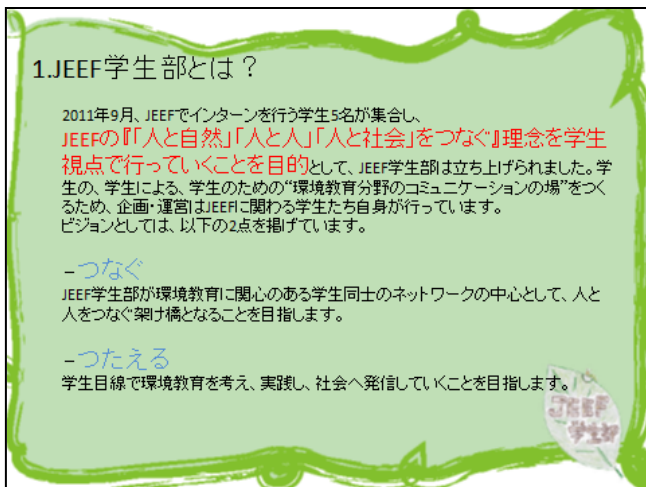 1.JEEF学生部とは？
2011年9月、JEEFでインターンを行う学生5名が集合し、
JEEFの『「人と自然」「人と人」「人と社会」をつなぐ』理念を学生
視点で行っていくことを目的として、JEEF学生部は立ち上げられました。学
生の、学生による、学生のための“環境教育分野のコミュニケーションの場”をつく
るため、企画・運営はJEEFに関わる学生たち自身が行っています。
ビジョンとしては、以下の2点を掲げています。
－つなぐ
JEEF学生部が環境教育に関心のある学生同士のネットワークの中心として、人と
人をつなぐ架け橋となることを目指します。
－つたえる
学生目線で環境教育を考え、実践し、社会へ発信していくことを目指します。
JEEF
学生部